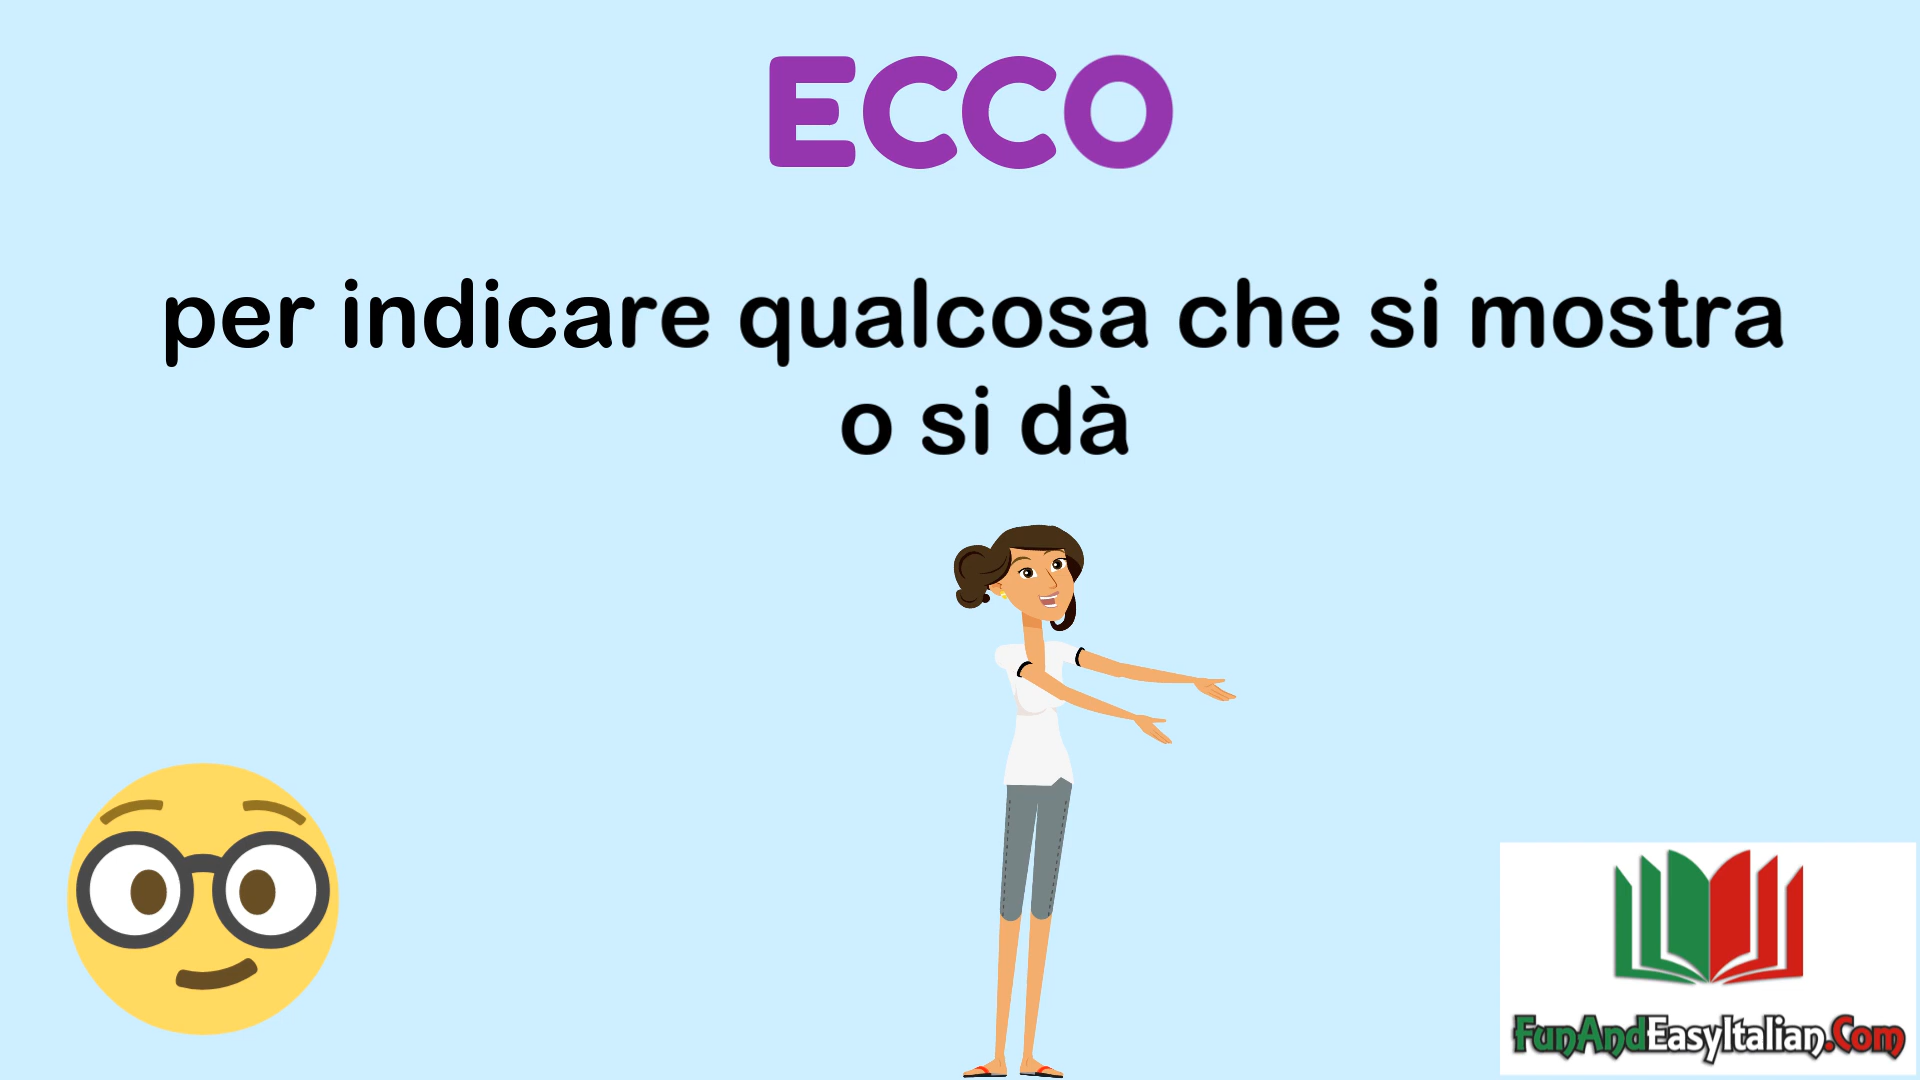 ECCO
per indicare qualcosa che si mostra
o si dà
FunAndEasyItalian.Com